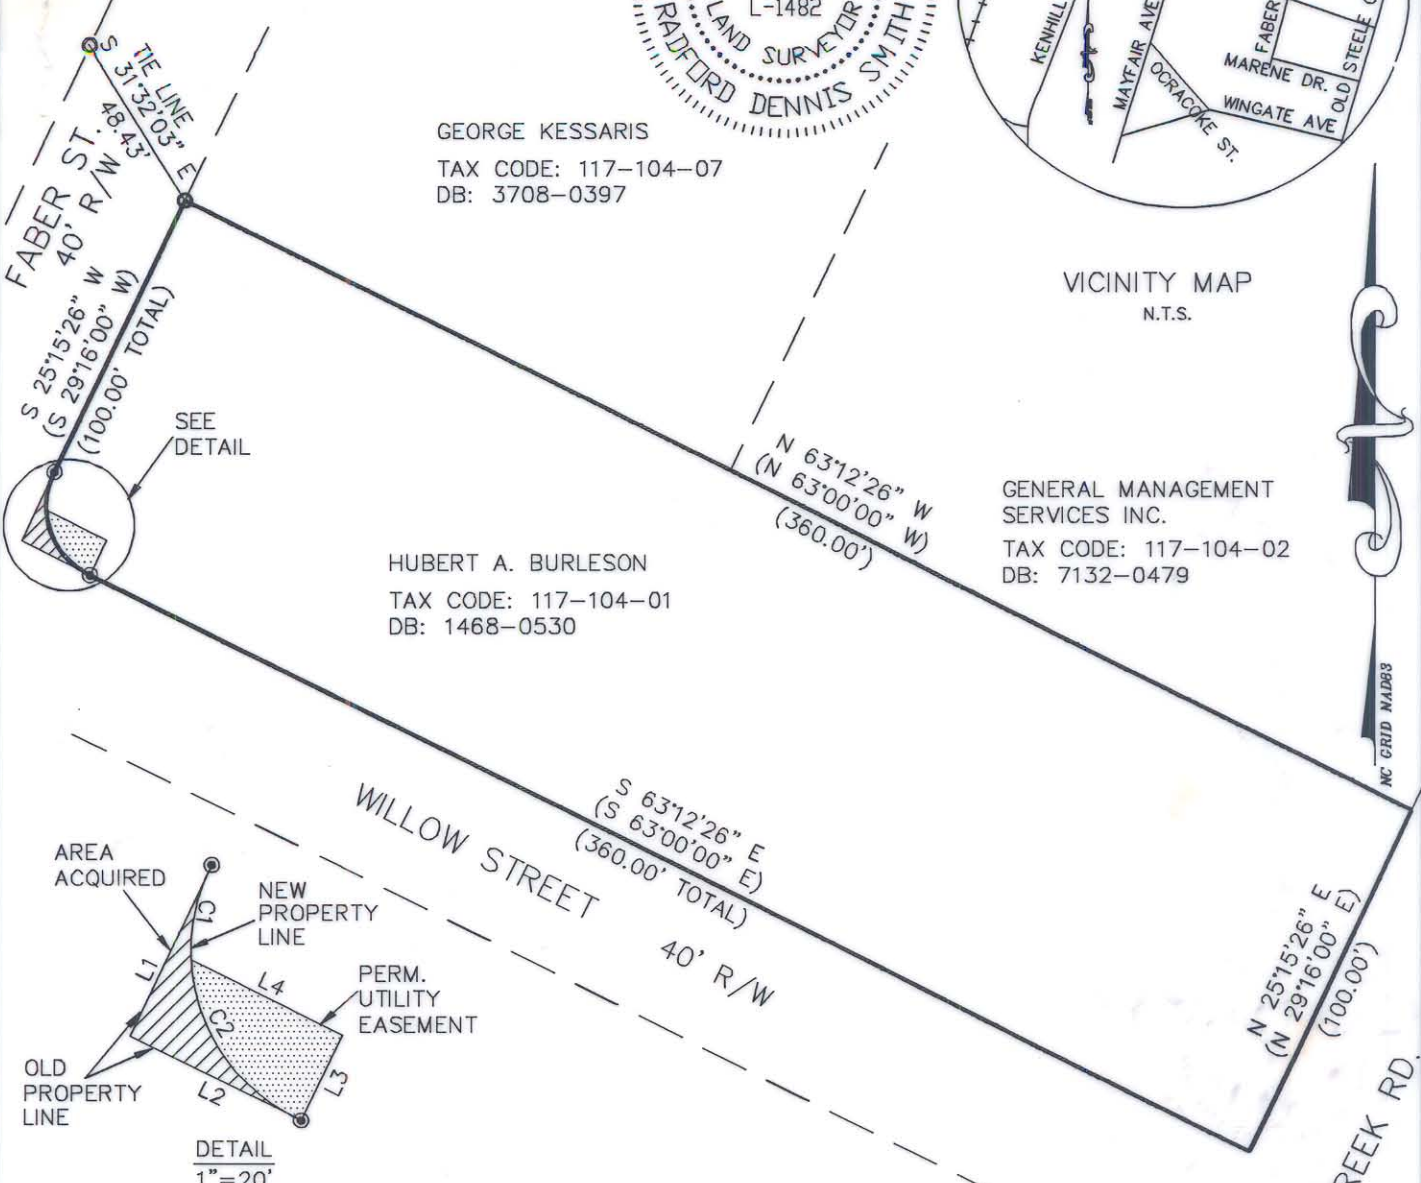 L-1482
LAND SURVEYOR
RADFORD DENNIS SMITH
KENHILL
MAYFAIR AVE
OCRACOKE ST.
FABER
MARENE DR.
WINGATE AVE
OLD STEELE
VICINITY MAP
N.T.S.
NC GRID NAD83
TIE LINE
S 31°32'03" E
48.43'
FABER ST.
40' R/W
GEORGE KESSARIS
TAX CODE: 117-104-07
DB: 3708-0397
S 25°15'26" W
(S 29°16'00" W)
(100.00' TOTAL)
SEE
DETAIL
N 63°12'26" W
(N 63°00'00" W)
(360.00')
GENERAL MANAGEMENT
SERVICES INC.
TAX CODE: 117-104-02
DB: 7132-0479
HUBERT A. BURLESON
TAX CODE: 117-104-01
DB: 1468-0530
S 63°12'26" E
(S 63°00'00" E)
(360.00' TOTAL)
WILLOW STREET 40' R/W
N 25°15'26" E
(N 29°16'00" E)
(100.00')
REEK RD.
AREA
ACQUIRED
NEW
PROPERTY
LINE
C1
L1
L4
PERM.
UTILITY
EASEMENT
C2
OLD
PROPERTY
LINE
L2
L3
DETAIL
1"=20'